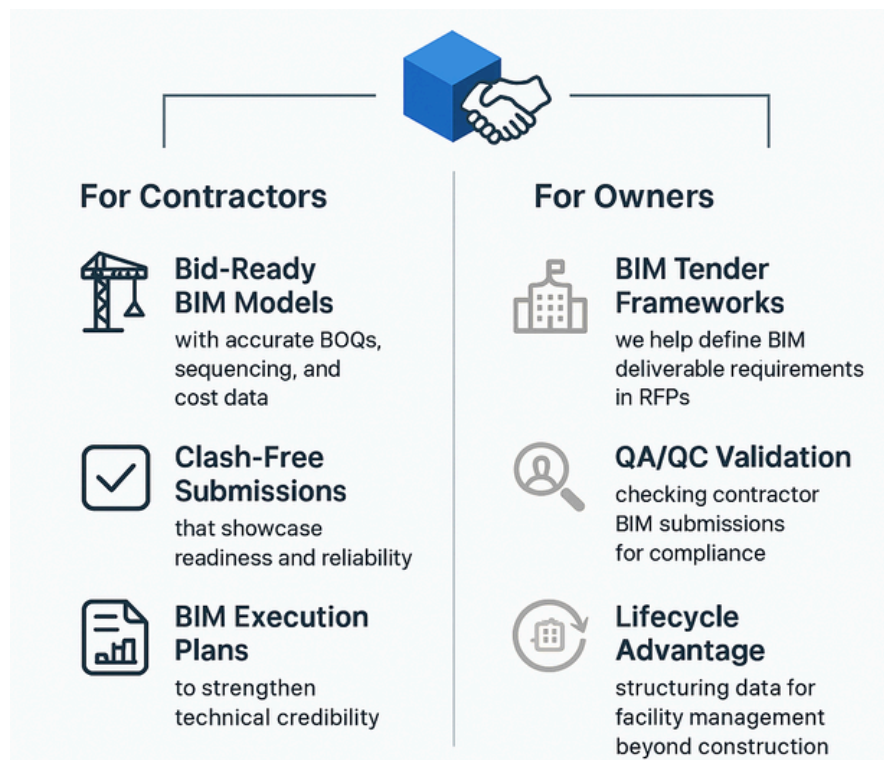 For Contractors
Bid-Ready
BIM Models
with accurate BOQs,
sequencing, and
cost data
Clash-Free
Submissions
that showcase
readiness and reliability
BIM Execution
Plans
to strengthen
technical credibility
For Owners
BIM Tender
Frameworks
we help define BIM
deliverable requirements
in RFPs
QA/QC Validation
checking contractor
BIM submissions
for compliance
Lifecycle
Advantage
structuring data for
facility management
beyond construction